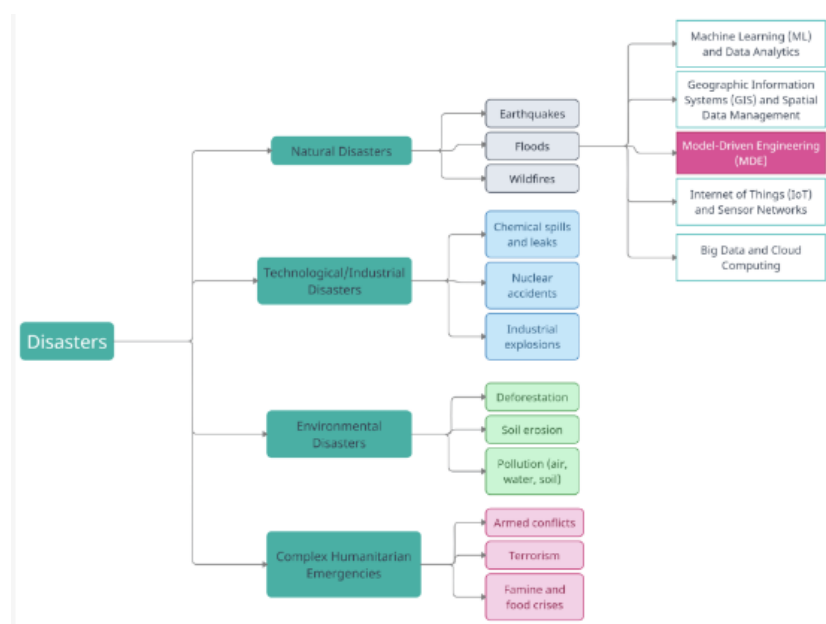 Disasters
Natural Disasters
Earthquakes
Floods
Wildfires
Machine Learning (ML)
and Data Analytics
Geographic Information
Systems (GIS) and Spatial
Data Management
Model-Driven Engineering
(MDE)
Internet of Things (IoT)
and Sensor Networks
Big Data and Cloud
Computing
Technological/Industrial
Disasters
Chemical spills
and leaks
Nuclear
accidents
Industrial
explosions
Environmental
Disasters
Deforestation
Soil erosion
Pollution (air,
water, soil)
Complex Humanitarian
Emergencies
Armed conflicts
Terrorism
Famine and
food crises